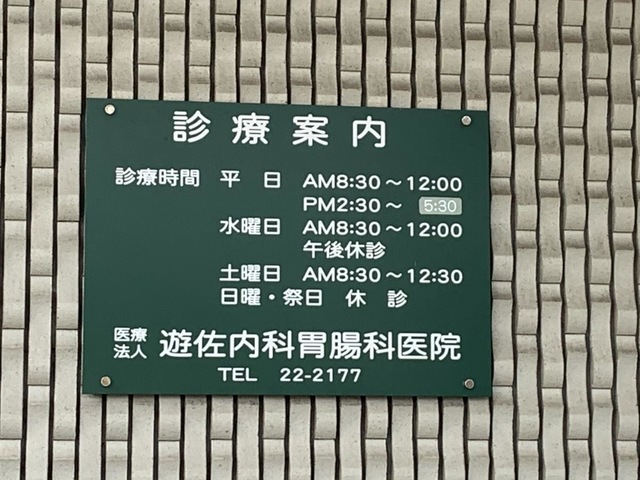 診療案内
診療時間 平 日 AM8:30～12:00
PM2:30～ 5:30
水曜日 AM8:30～12:00
午後休診
土曜日 AM8:30～12:30
日曜・祭日 休 診
医療法人 遊佐内科胃腸科医院
TEL 22-2177